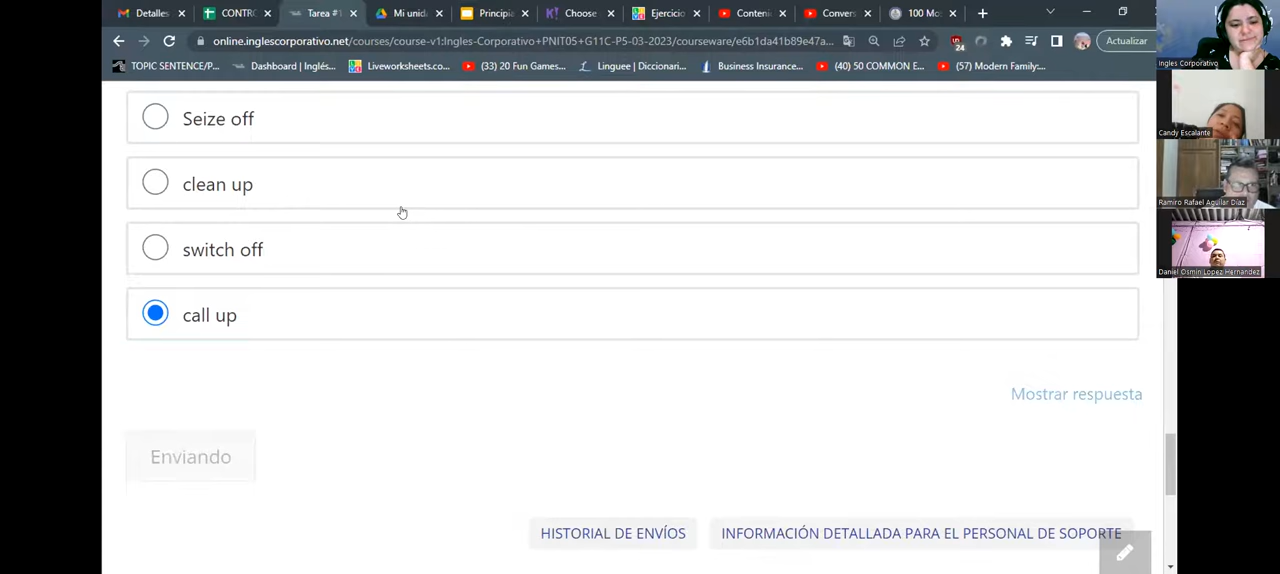 Detalles
CONTRO
Tarea #1
Mi unid
Principia
Choose
Ejercicio
Conteni
Convers
100 Mo
online.inglescorporativo.net/courses/course-v1:Ingles-Corporativo+PNIT05+G11C-P5-03-2023/courseware/e6b1da41b89e47a...
24
Actualizar
TOPIC SENTENCE/P...
Dashboard | Inglés...
Liveworksheets.co...
(33) 20 Fun Games...
Linguee | Diccionari...
Business Insurance...
(40) 50 COMMON E...
(57) Modern Family:...
Ingles Corporativo
Candy Escalante
Ramiro Rafael Aguilar Díaz
Daniel Osmin Lopez Hernandez
Seize off
clean up
switch off
call up
Mostrar respuesta
Enviando
HISTORIAL DE ENVÍOS
INFORMACIÓN DETALLADA PARA EL PERSONAL DE SOPORTE